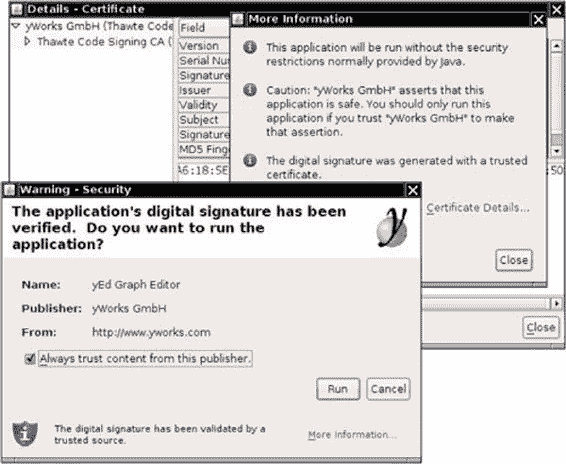 Details - Certificate
yWorks GmbH (Thawte Code
Thawte Code Signing CA (
Field
Version
Serial Nu
Signature
Issuer
Validity
Subject
Signature
MD5 Fing
A6:18:5E
:50
Close
More Information
This application will be run without the security
restrictions normally provided by Java.
Caution: "yWorks GmbH" asserts that this
application is safe. You should only run this
application if you trust "yWorks GmbH" to make
that assertion.
The digital signature was generated with a trusted
certificate.
Certificate Details...
Close
Warning - Security
The application's digital signature has been
verified. Do you want to run the
application?
y
Name: yEd Graph Editor
Publisher: yWorks GmbH
From: http://www.yworks.com
Always trust content from this publisher.
Run Cancel
The digital signature has been validated by a
trusted source.
More Information...